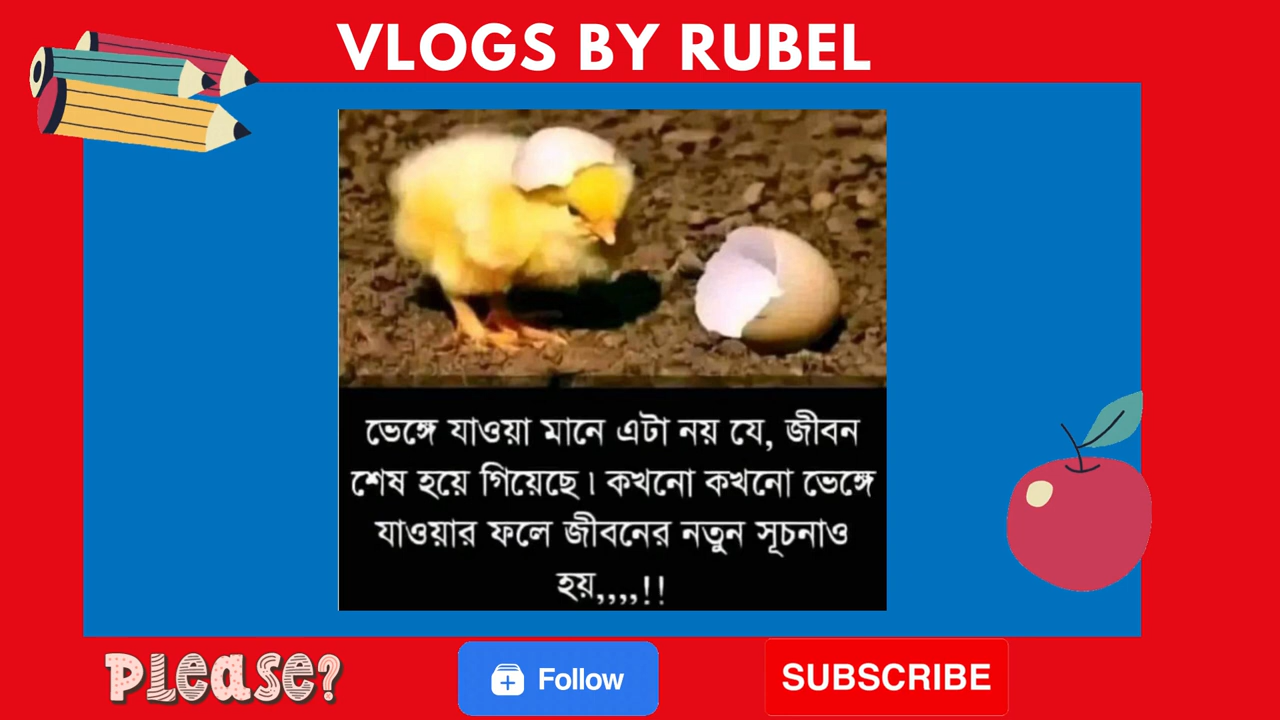 VLOGS BY RUBEL
ভেঙ্গে যাওয়া মানে এটা নয় যে, জীবন
শেষ হয়ে গিয়েছে। কখনো কখনো ভেঙ্গে
যাওয়ার ফলে জীবনের নতুন সূচনাও
হয়,,,,!!
PLeaSe?
Follow
SUBSCRIBE